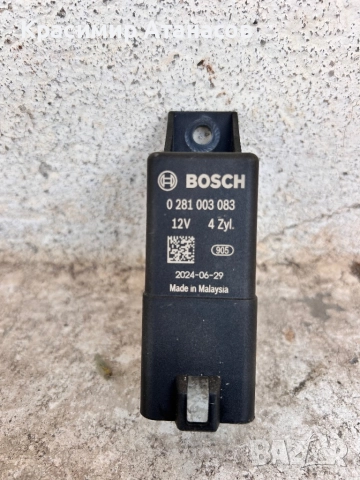 Красимир Атанасов
BOSCH
0 281 003 083
12V 4 Zyl.
905
2024-06-29
Made in Malaysia
bazar